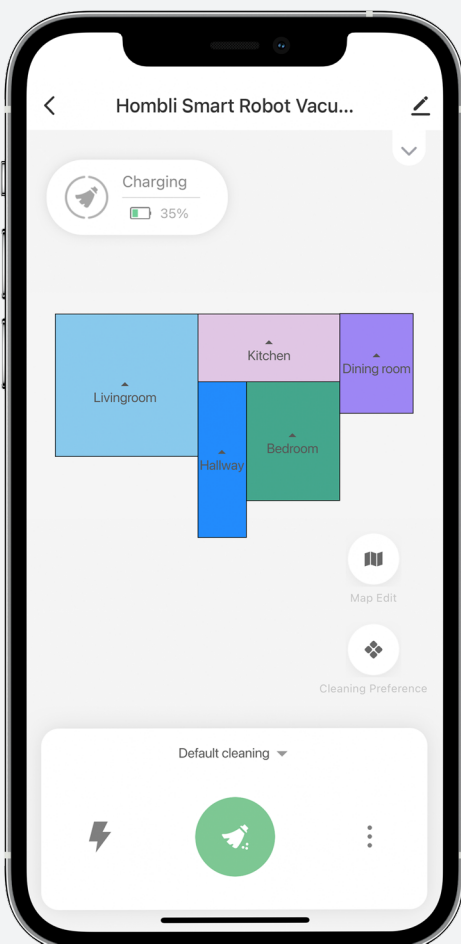 Hombli Smart Robot Vacu...
Charging
35%
Kitchen
Dining room
Livingroom
Bedroom
Hallway
Map Edit
Cleaning Preference
Default cleaning